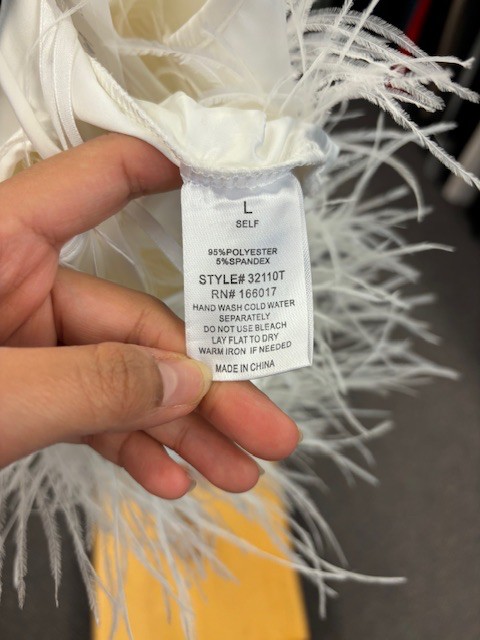 L
SELF
95%POLYESTER
5%SPANDEX
STYLE# 32110T
RN# 166017
HAND WASH COLD WATER
SEPARATELY
DO NOT USE BLEACH
LAY FLAT TO DRY
WARM IRON IF NEEDED
MADE IN CHINA